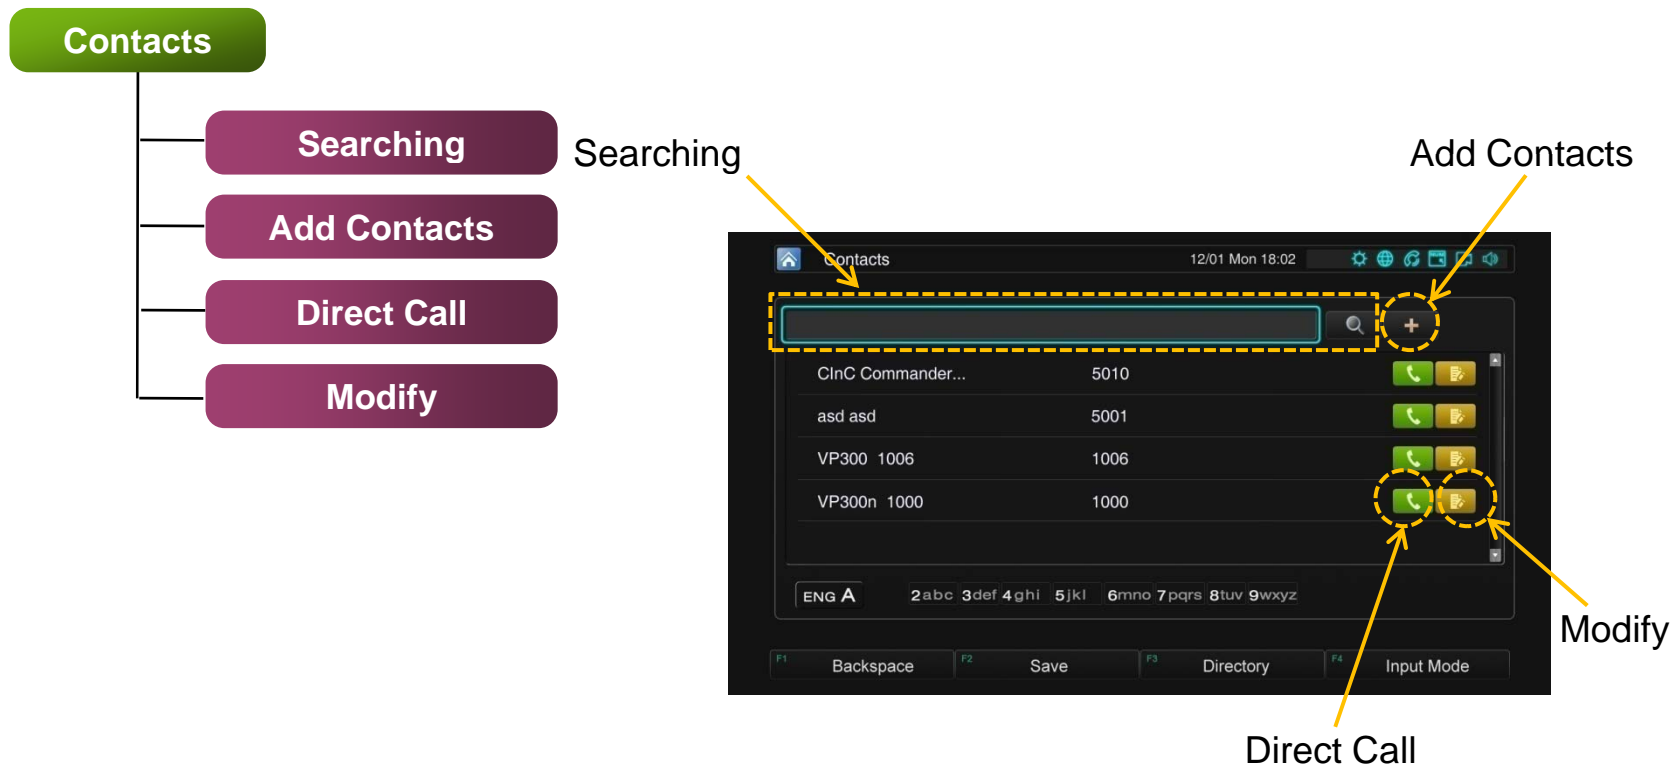 Contacts
Searching
Add Contacts
Direct Call
Modify
Searching
Add Contacts
Contacts 12/01 Mon 18:02
CInC Commander... 5010
asd asd 5001
VP300 1006 1006
VP300n 1000 1000
ENG A 2abc 3def 4ghi 5jkl 6mno 7pqrs 8tuv 9wxyz
F1 Backspace F2 Save F3 Directory F4 Input Mode
Modify
Direct Call